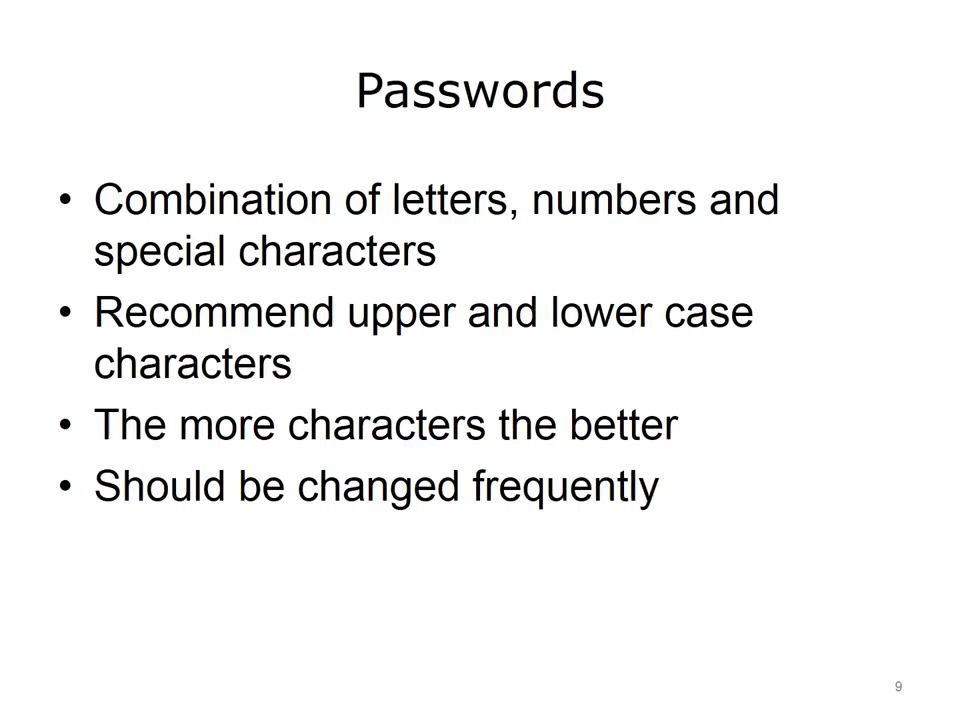 Passwords
• Combination of letters, numbers and
special characters
• Recommend upper and lower case
characters
• The more characters the better
• Should be changed frequently
9